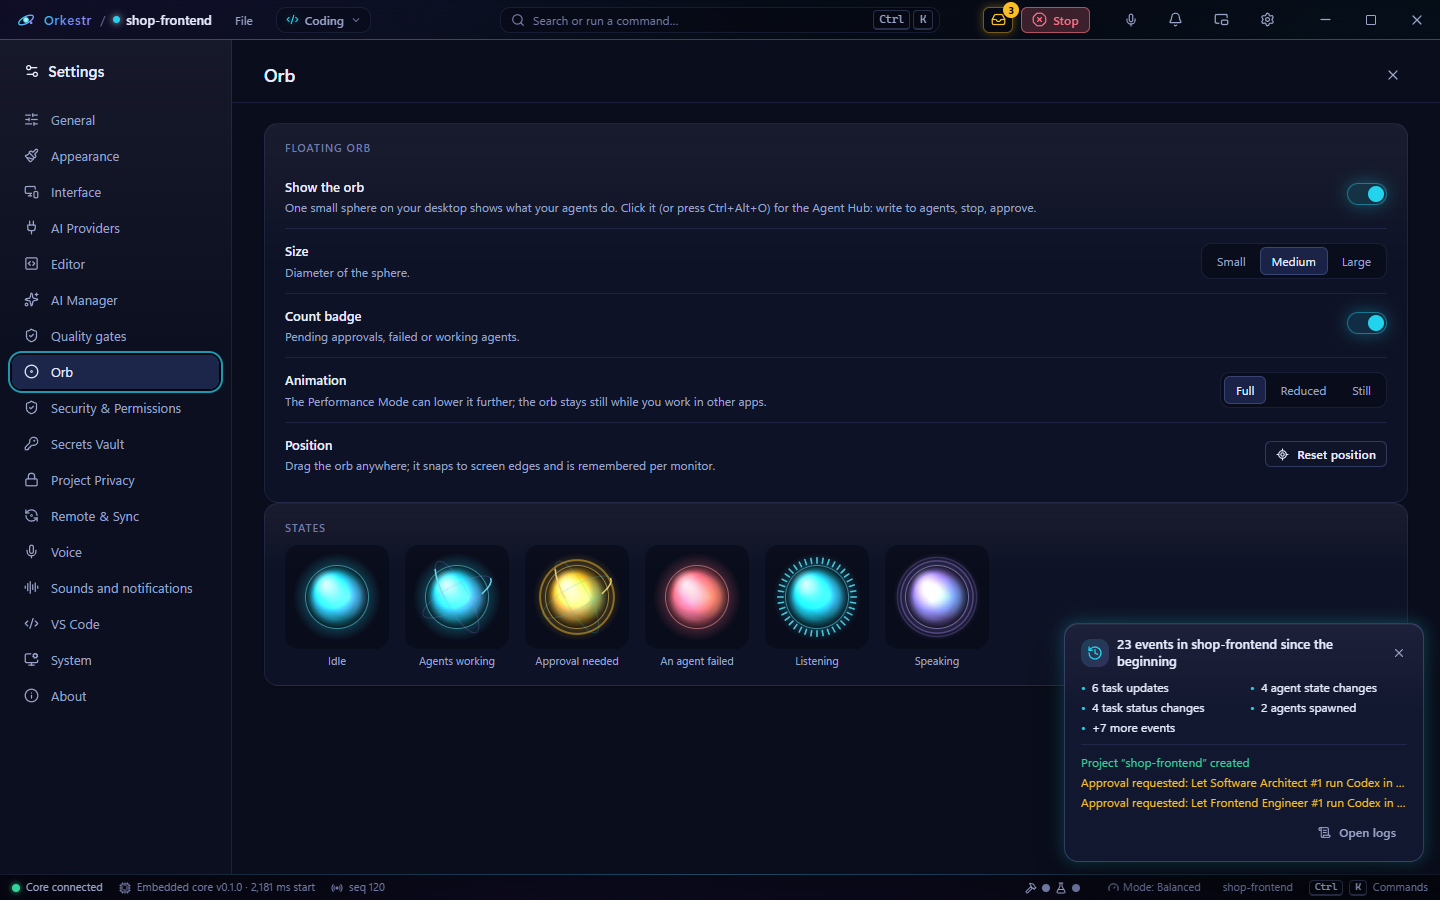 Orkestr / shop-frontend File Coding Search or run a command... Ctrl K 3 Stop
Settings
General
Appearance
Interface
AI Providers
Editor
AI Manager
Quality gates
Orb
Security & Permissions
Secrets Vault
Project Privacy
Remote & Sync
Voice
Sounds and notifications
VS Code
System
About
Orb
FLOATING ORB
Show the orb
One small sphere on your desktop shows what your agents do. Click it (or press Ctrl+Alt+O) for the Agent Hub: write to agents, stop, approve.
Size
Diameter of the sphere.
Small Medium Large
Count badge
Pending approvals, failed or working agents.
Animation
The Performance Mode can lower it further; the orb stays still while you work in other apps.
Full Reduced Still
Position
Drag the orb anywhere; it snaps to screen edges and is remembered per monitor.
Reset position
STATES
Idle Agents working Approval needed An agent failed Listening Speaking
23 events in shop-frontend since the
beginning
• 6 task updates • 4 agent state changes
• 4 task status changes • 2 agents spawned
• +7 more events
Project “shop-frontend” created
Approval requested: Let Software Architect #1 run Codex in ...
Approval requested: Let Frontend Engineer #1 run Codex in ...
Open logs
Core connected Embedded core v0.1.0 · 2,181 ms start seq 120 Mode: Balanced shop-frontend Ctrl K Commands